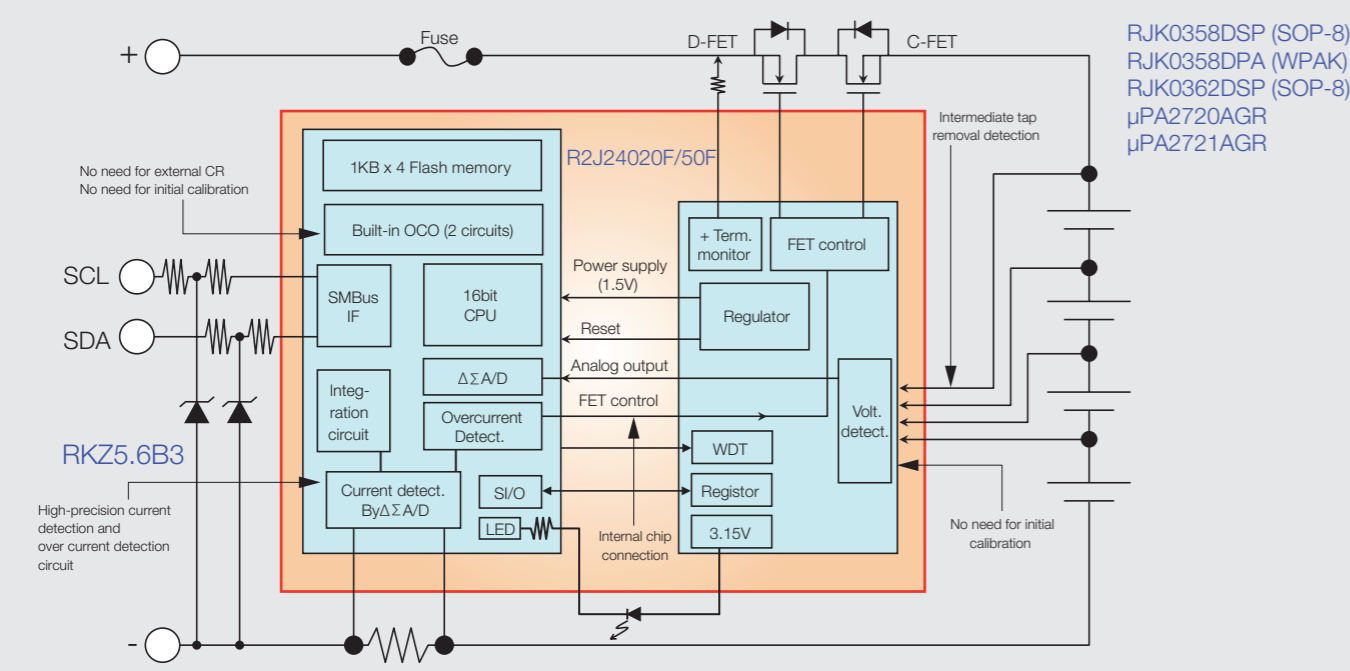 Fuse
D-FET
C-FET
RJK0358DSP (SOP-8)
RJK0358DPA (WPAK)
RJK0362DSP (SOP-8)
µPA2720AGR
µPA2721AGR
+
Intermediate tap
removal detection
R2J24020F/50F
1KB x 4 Flash memory
No need for external CR
No need for initial calibration
Built-in OCO (2 circuits)
+ Term.
monitor
FET control
SCL
SMBus
IF
16bit
CPU
Power supply
(1.5V)
Regulator
SDA
Reset
Analog output
ΔΣA/D
Integ-
ration
circuit
FET control
Overcurrent
Detect.
Volt.
detect.
RKZ5.6B3
WDT
Current detect.
ByΔΣA/D
SI/O
Registor
High-precision current
detection and
over current detection
circuit
LED
3.15V
Internal chip
connection
No need for initial
calibration
-